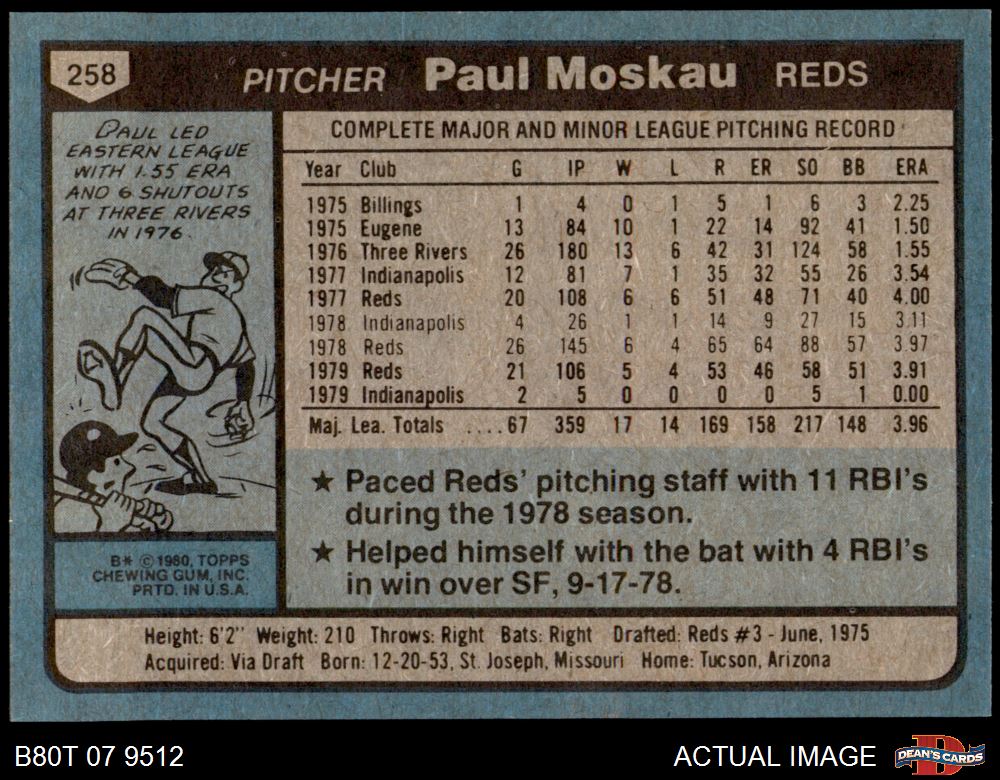 258 PITCHER Paul Moskau REDS
PAUL LED
EASTERN LEAGUE
WITH 1.55 ERA
AND 6 SHUTOUTS
AT THREE RIVERS
IN 1976.
COMPLETE MAJOR AND MINOR LEAGUE PITCHING RECORD
Year Club G IP W L R ER SO BB ERA
1975 Billings 1 4 0 1 5 1 6 3 2.25
1975 Eugene 13 84 10 1 22 14 92 41 1.50
1976 Three Rivers 26 180 13 6 42 31 124 58 1.55
1977 Indianapolis 12 81 7 1 35 32 55 26 3.54
1977 Reds 20 108 6 6 51 48 71 40 4.00
1978 Indianapolis 4 26 1 1 14 9 27 15 3.11
1978 Reds 26 145 6 4 65 64 88 57 3.97
1979 Reds 21 106 5 4 53 46 58 51 3.91
1979 Indianapolis 2 5 0 0 0 0 5 1 0.00
Maj. Lea. Totals ....67 359 17 14 169 158 217 148 3.96
★ Paced Reds' pitching staff with 11 RBI's
during the 1978 season.
★ Helped himself with the bat with 4 RBI's
in win over SF, 9-17-78.
B* ©1980, TOPPS
CHEWING GUM, INC.
PRTD. IN U.S.A.
Height: 6'2" Weight: 210 Throws: Right Bats: Right Drafted: Reds #3 - June, 1975
Acquired: Via Draft Born: 12-20-53, St. Joseph, Missouri Home: Tucson, Arizona
B80T 07 9512 ACTUAL IMAGE DEAN'S CARDS